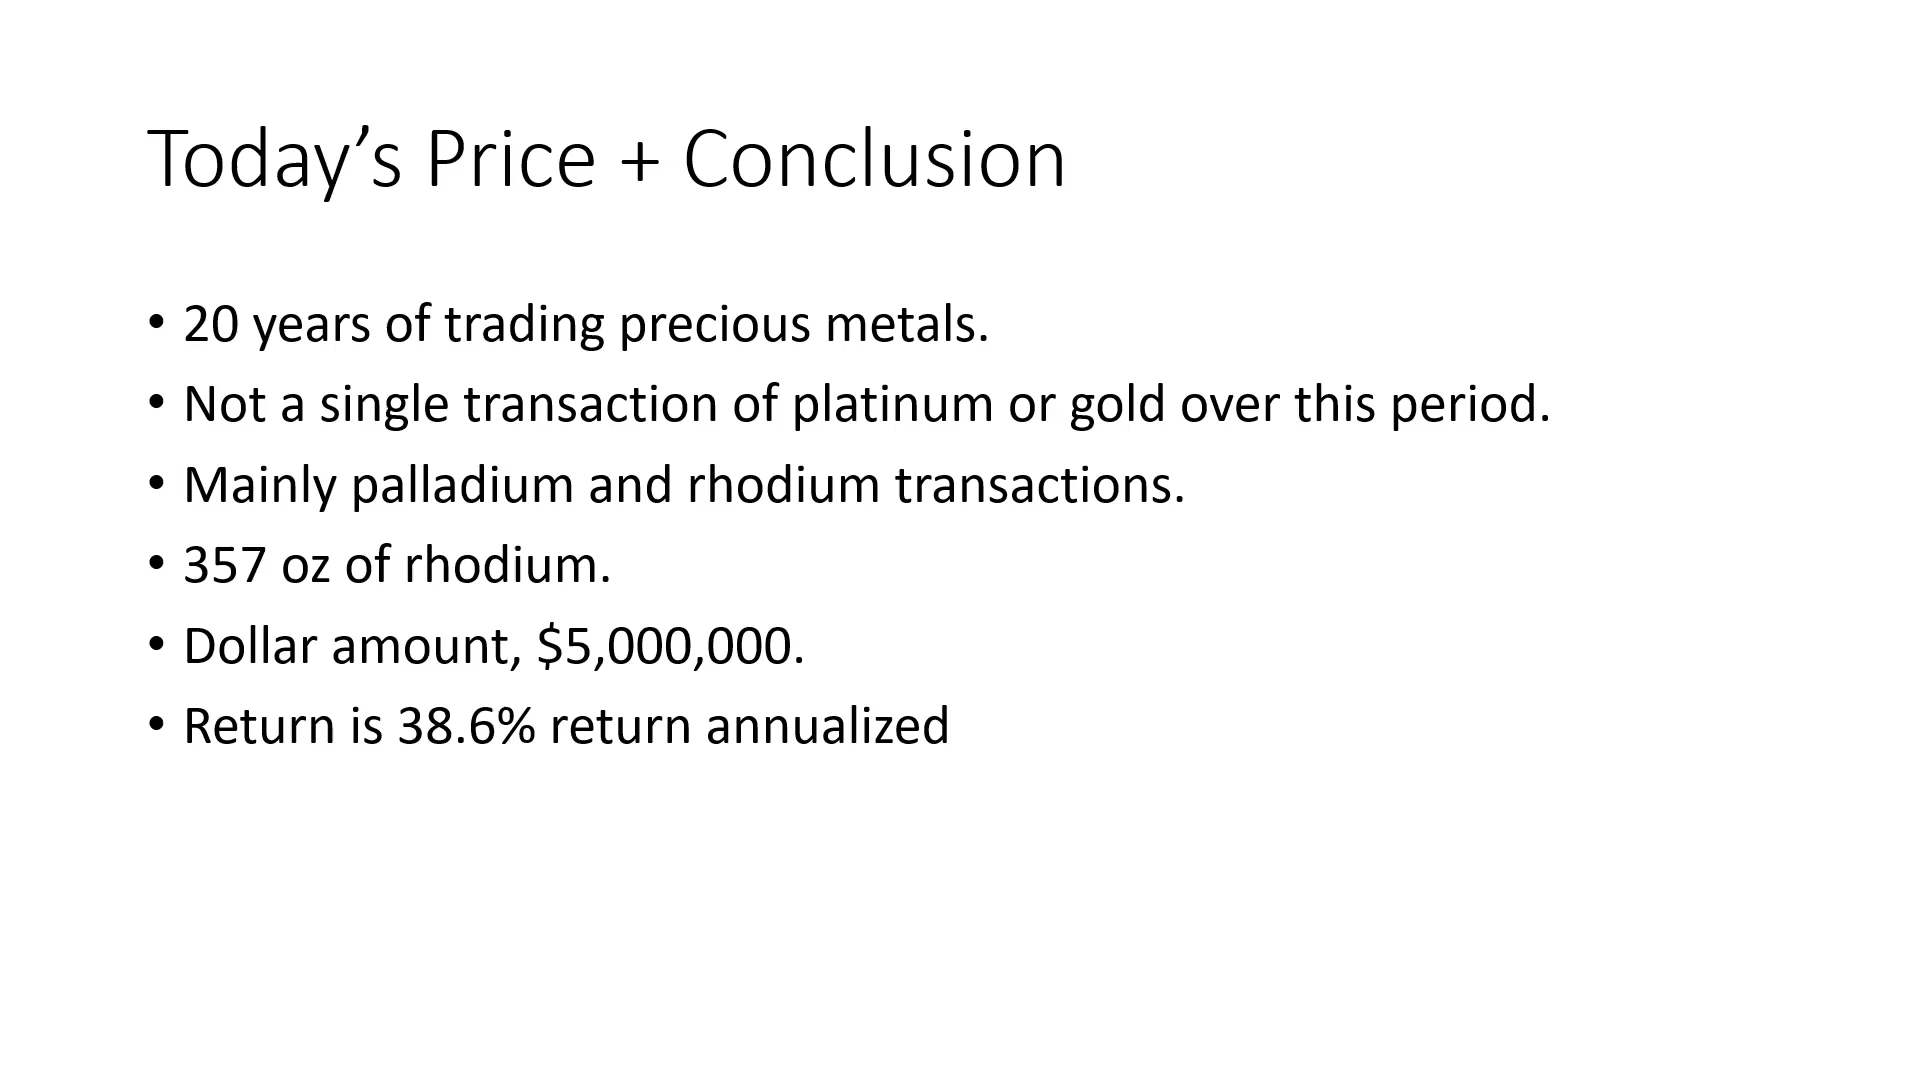 Today’s Price + Conclusion
• 20 years of trading precious metals.
• Not a single transaction of platinum or gold over this period.
• Mainly palladium and rhodium transactions.
• 357 oz of rhodium.
• Dollar amount, $5,000,000.
• Return is 38.6% return annualized